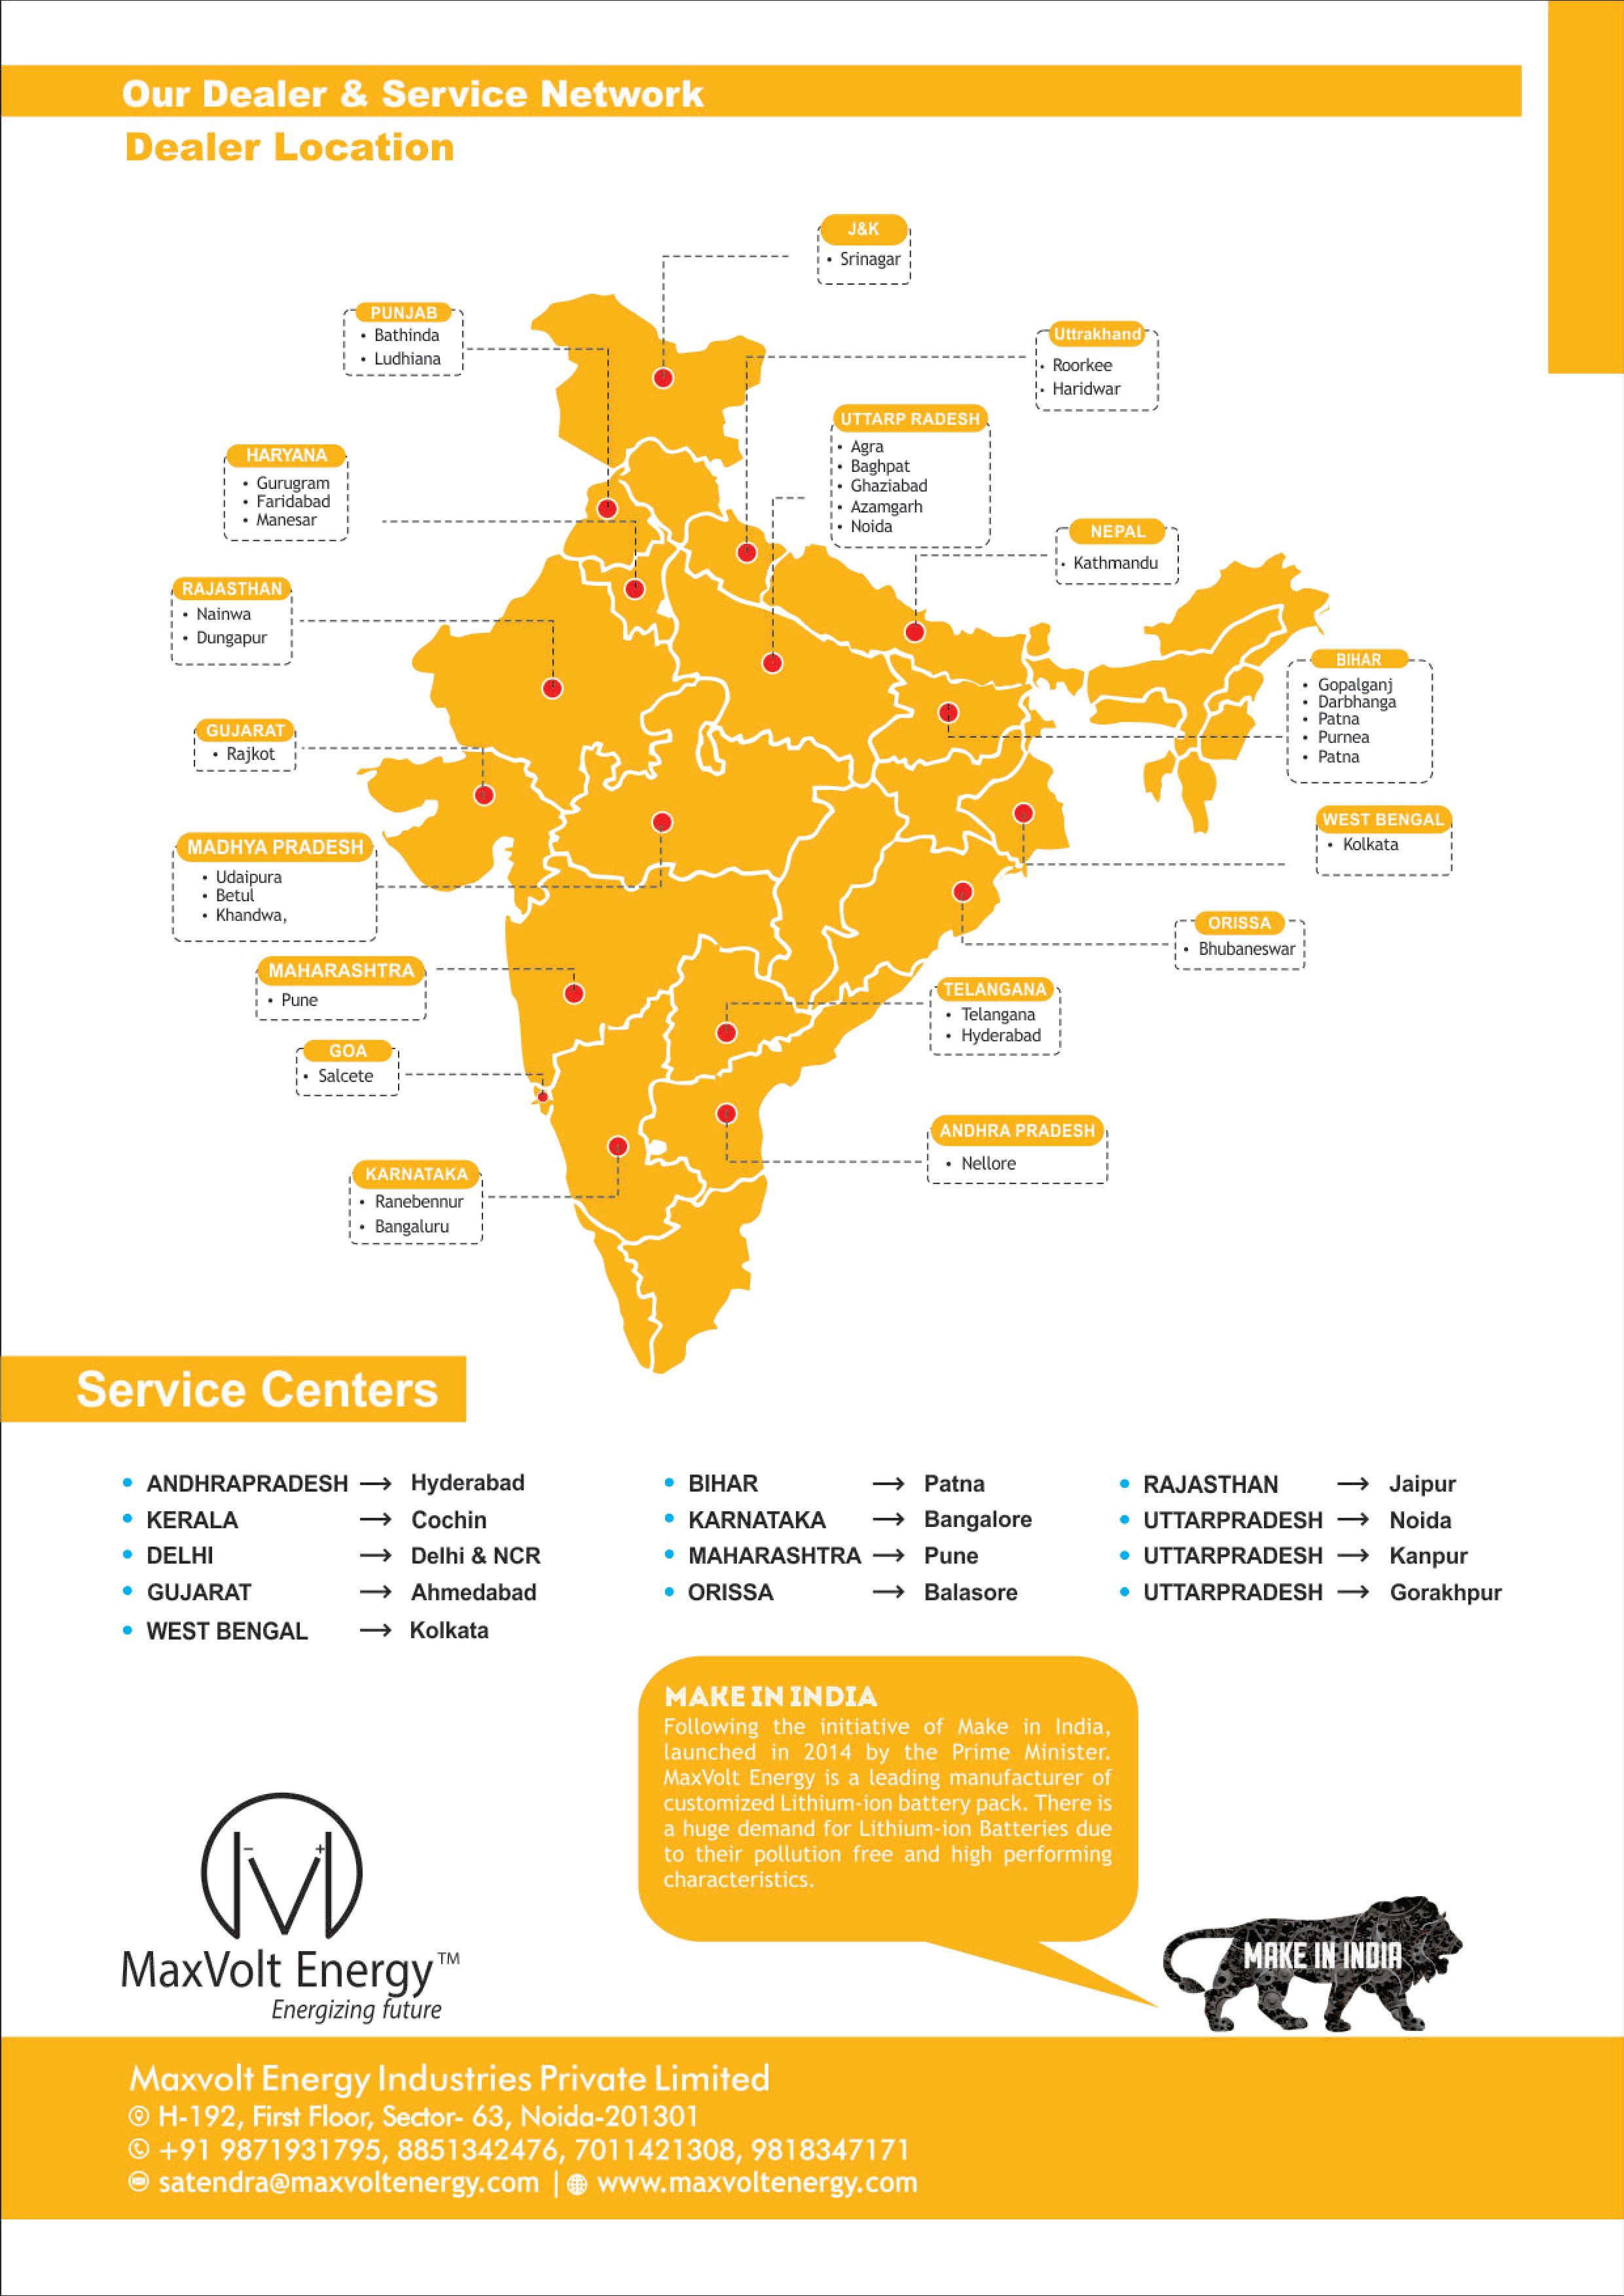 Our Dealer & Service Network
Dealer Location
J&K
• Srinagar
PUNJAB
• Bathinda
• Ludhiana
Uttrakhand
• Roorkee
• Haridwar
UTTARP RADESH
• Agra
• Baghpat
• Ghaziabad
• Azamgarh
• Noida
HARYANA
• Gurugram
• Faridabad
• Manesar
NEPAL
• Kathmandu
RAJASTHAN
• Nainwa
• Dungapur
BIHAR
• Gopalganj
• Darbhanga
• Patna
• Purnea
• Patna
GUJARAT
• Rajkot
WEST BENGAL
• Kolkata
MADHYA PRADESH
• Udaipura
• Betul
• Khandwa,
ORISSA
• Bhubaneswar
MAHARASHTRA
• Pune
TELANGANA
• Telangana
• Hyderabad
GOA
• Salcete
ANDHRA PRADESH
• Nellore
KARNATAKA
• Ranebennur
• Bangaluru
Service Centers
• ANDHRAPRADESH → Hyderabad
• KERALA → Cochin
• DELHI → Delhi & NCR
• GUJARAT → Ahmedabad
• WEST BENGAL → Kolkata
• BIHAR → Patna
• KARNATAKA → Bangalore
• MAHARASHTRA → Pune
• ORISSA → Balasore
• RAJASTHAN → Jaipur
• UTTARPRADESH → Noida
• UTTARPRADESH → Kanpur
• UTTARPRADESH → Gorakhpur
MAKE IN INDIA
Following the initiative of Make in India,
launched in 2014 by the Prime Minister.
MaxVolt Energy is a leading manufacturer of
customized Lithium-ion battery pack. There is
a huge demand for Lithium-ion Batteries due
to their pollution free and high performing
characteristics.
MAKE IN INDIA
- +
MaxVolt Energy™
Energizing future
Maxvolt Energy Industries Private Limited
H-192, First Floor, Sector- 63, Noida-201301
+91 9871931795, 8851342476, 7011421308, 9818347171
satendra@maxvoltenergy.com | www.maxvoltenergy.com